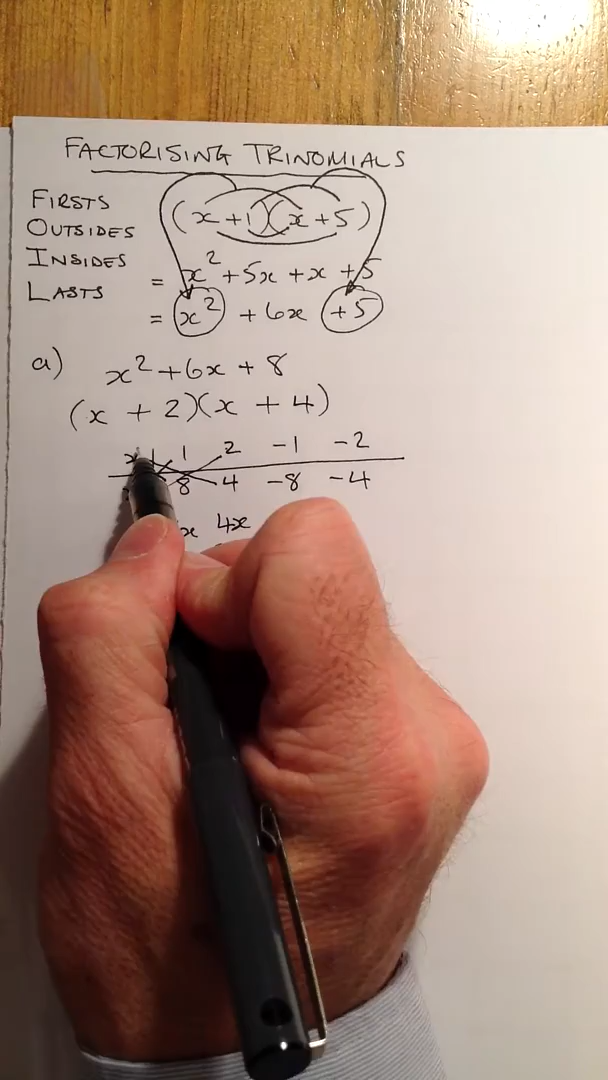 FACTORISING TRINOMIALS
FIRSTS
OUTSIDES
INSIDES
LASTS
(x + 1)(x + 5)
= x² + 5x + x + 5
= x² + 6x + 5
a) x² + 6x + 8
(x + 2)(x + 4)
x 1 2 -1 -2
8 4 -8 -4
4x